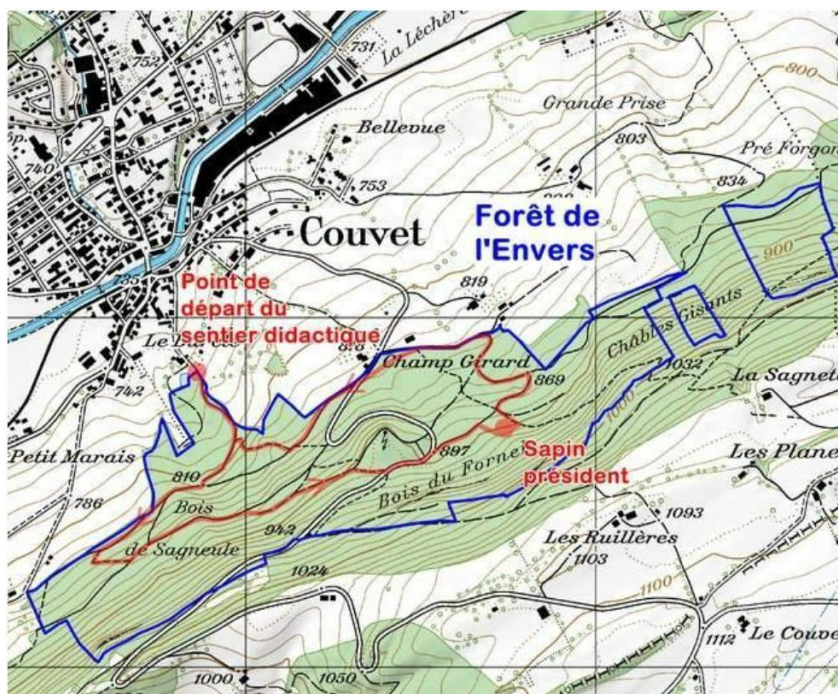 731
752
La Léchère
800
Grande Prise
Bellevue
803
740
Pré Forgon
753
834
Couvet
Forêt de
l'Envers
900
735
Point de
départ du
sentier didactique
819
Champ Girard
Châbles Gisants
869
742
1032
La Sagnet
1000
Petit Marais
810
897
Sapin
président
Bois du Forne
Les Plane
786
Bois
de Sagneule
942
1093
Les Ruillères
1103
1024
1100
1112
Le Couve
1000
1050